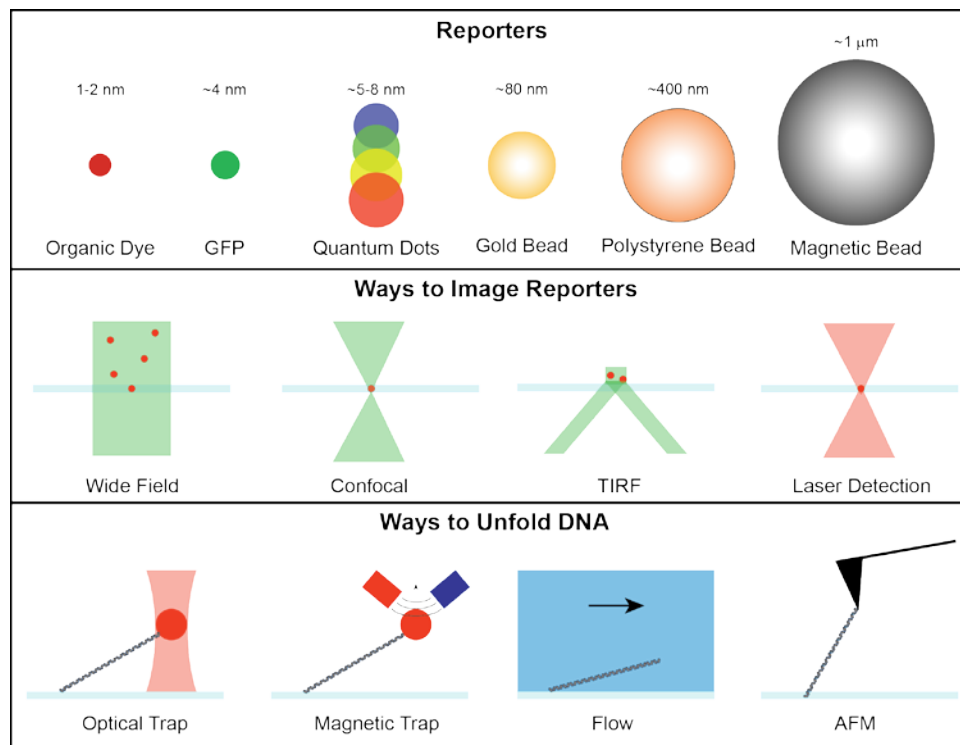 Reporters
~1 μm
1-2 nm
~4 nm
~5-8 nm
~80 nm
~400 nm
Organic Dye
GFP
Quantum Dots
Gold Bead
Polystyrene Bead
Magnetic Bead
Ways to Image Reporters
Wide Field
Confocal
TIRF
Laser Detection
Ways to Unfold DNA
Optical Trap
Magnetic Trap
Flow
AFM